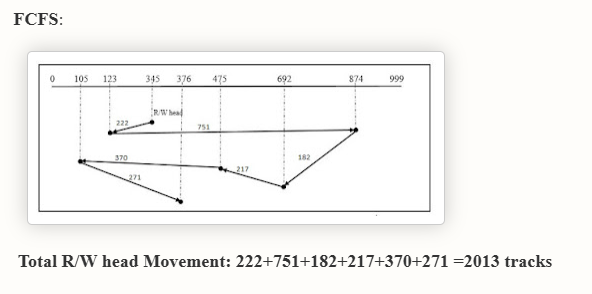 FCFS:
0 105 123 345 376 475 692 874 999
R/W head
222
751
370
182
217
271
Total R/W head Movement: 222+751+182+217+370+271 =2013 tracks